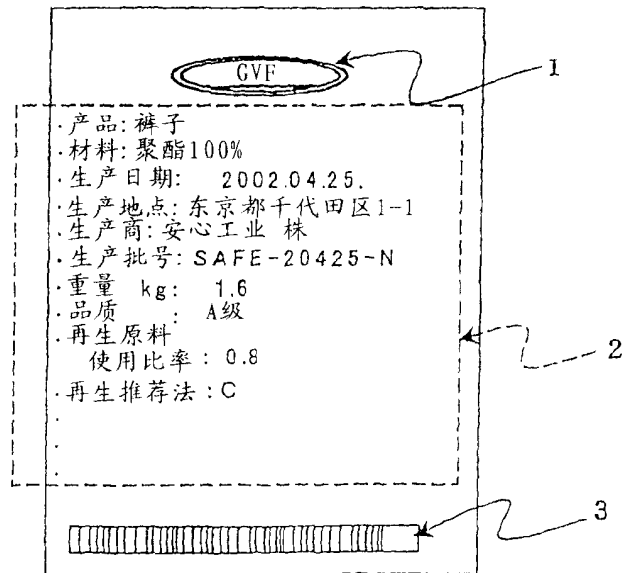 GVF
1
·产品: 裤子
·材料: 聚酯100%
·生产日期: 2002.04.25.
·生产地点: 东京都千代田区1-1
·生产商: 安心工业 株
·生产批号: SAFE-20425-N
·重量 kg: 1.6
·品质 : A级
·再生原料
使用比率: 0.8
·再生推荐法: C
2
3